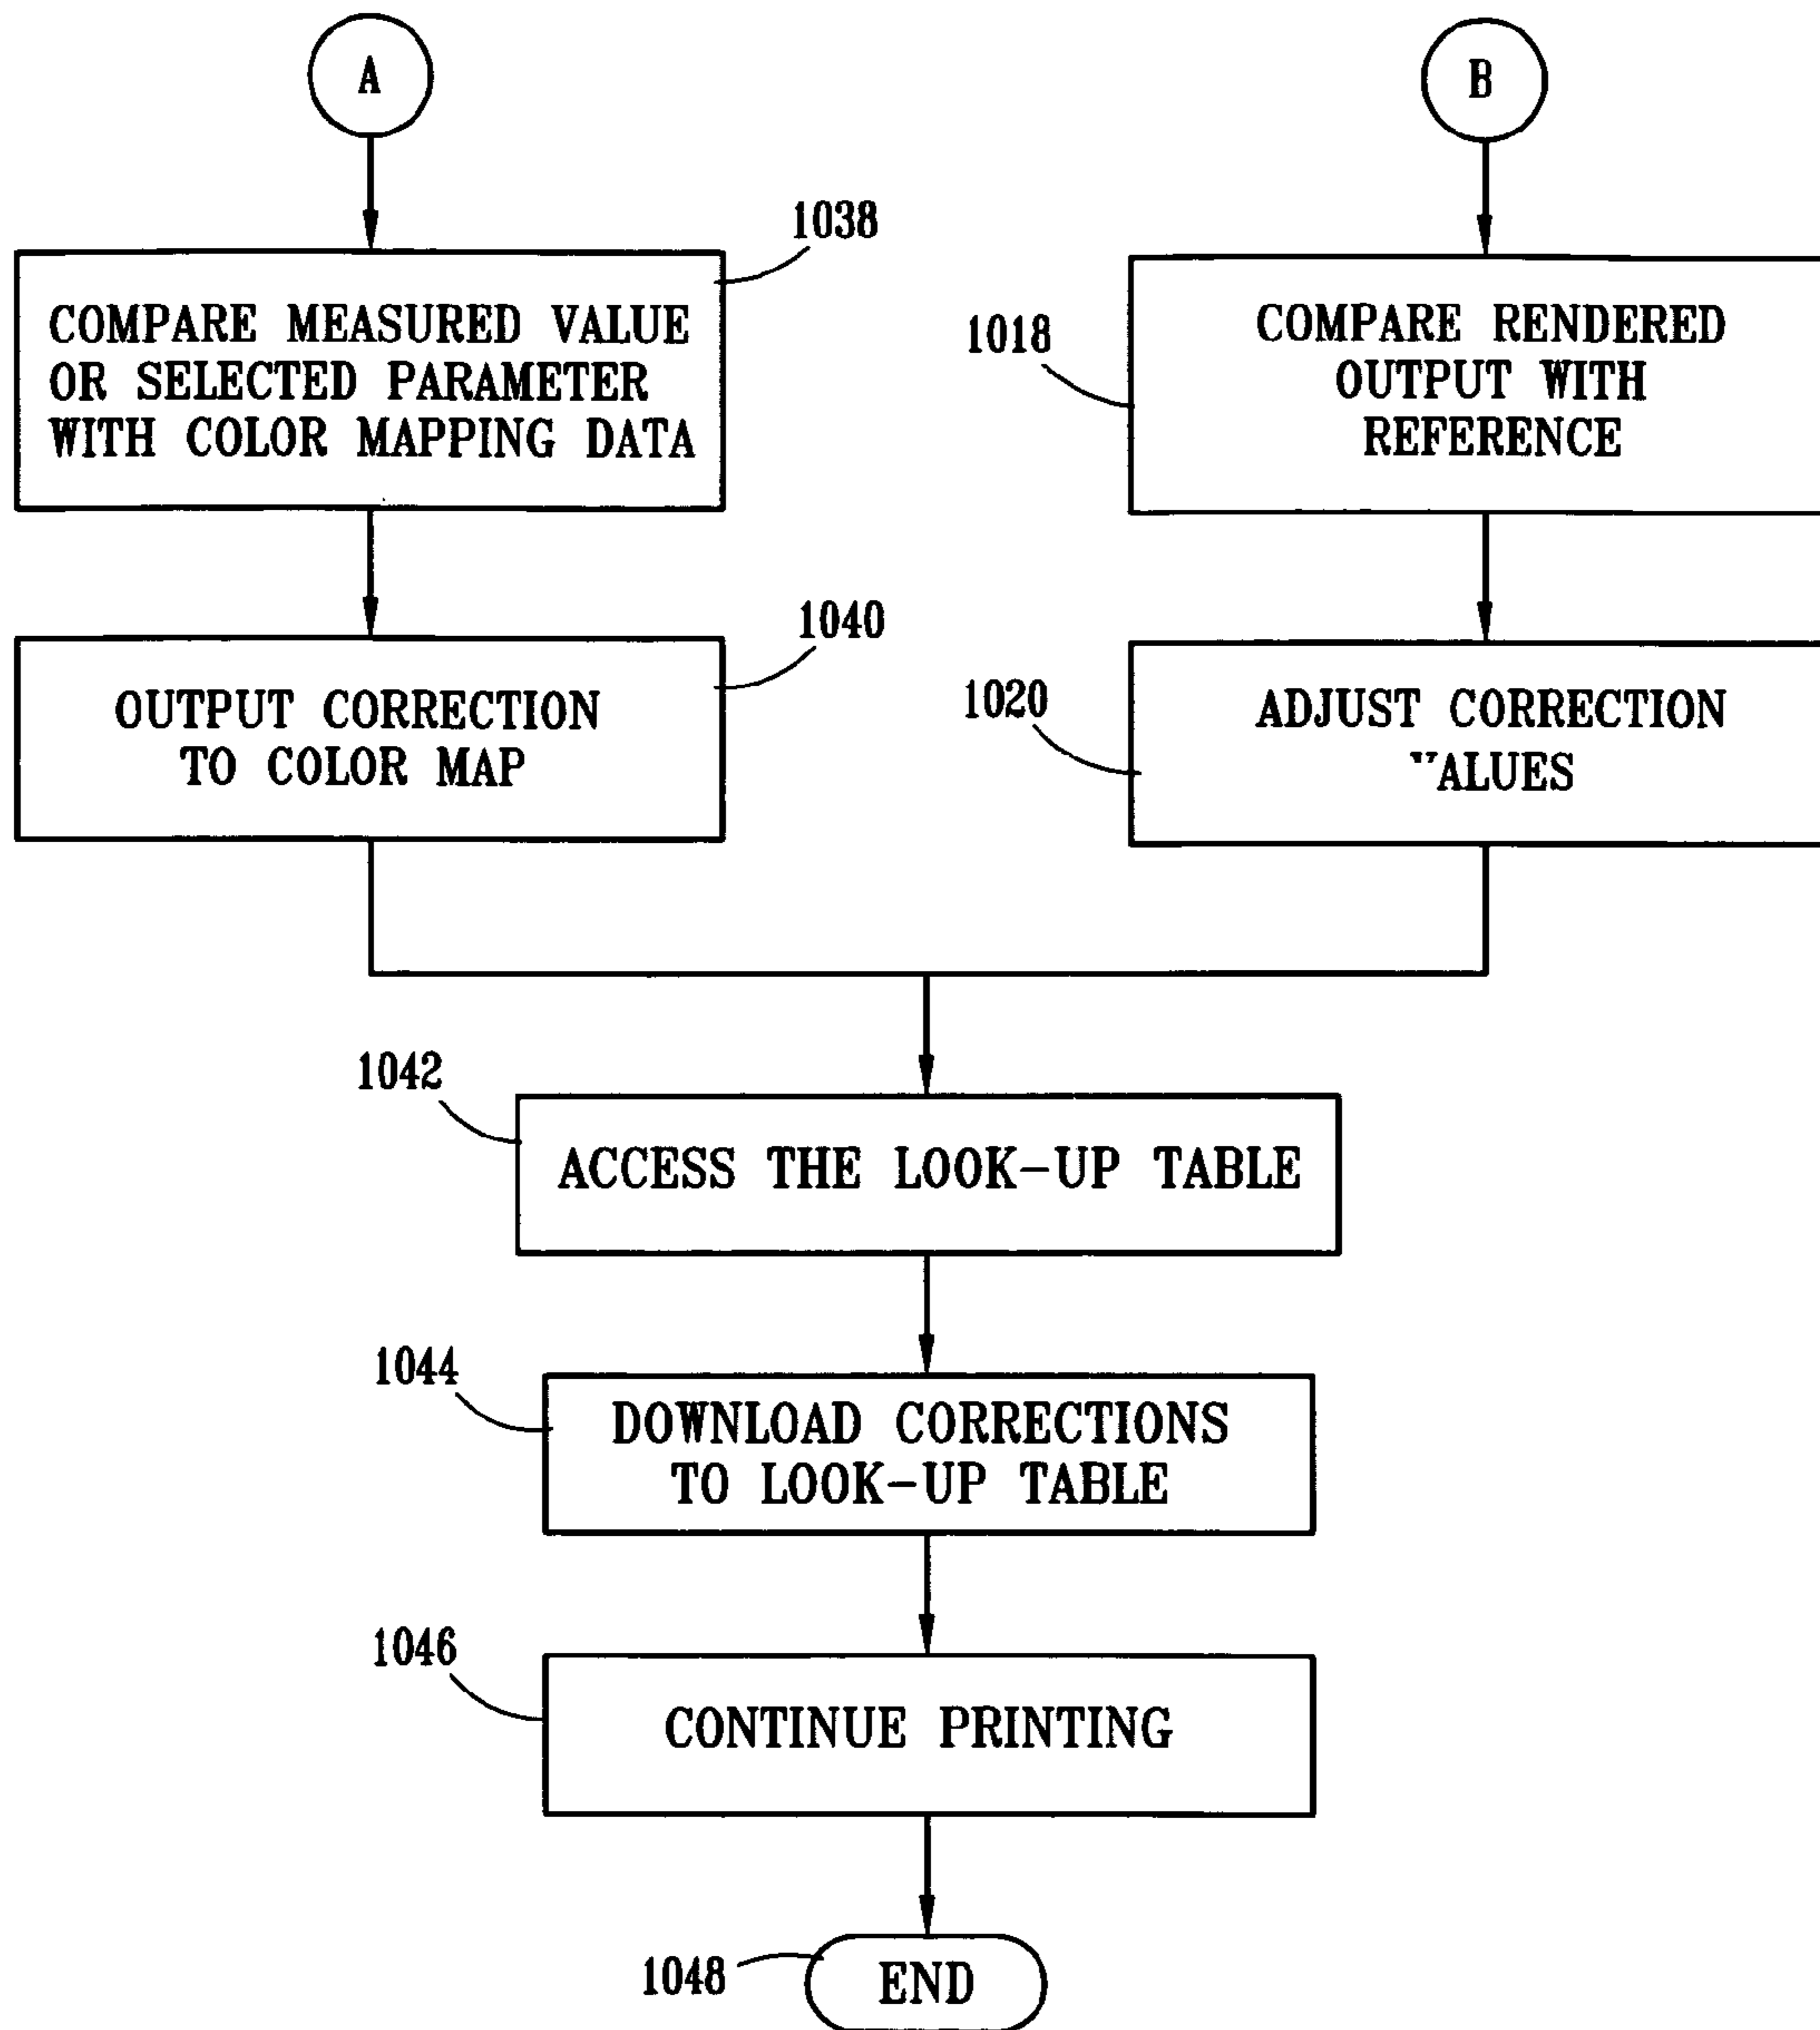 A
1038
COMPARE MEASURED VALUE
OR SELECTED PARAMETER
WITH COLOR MAPPING DATA
1040
OUTPUT CORRECTION
TO COLOR MAP
B
1018
COMPARE RENDERED
OUTPUT WITH
REFERENCE
1020
ADJUST CORRECTION
VALUES
1042
ACCESS THE LOOK-UP TABLE
1044
DOWNLOAD CORRECTIONS
TO LOOK-UP TABLE
1046
CONTINUE PRINTING
1048
END